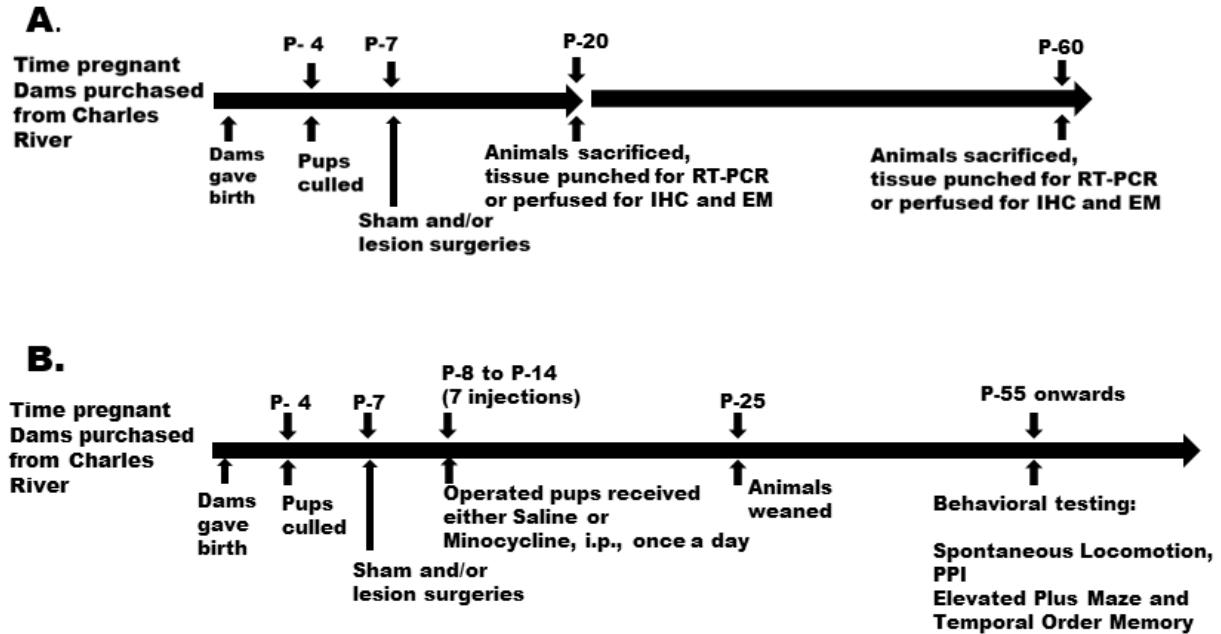 A.
P- 4
P-7
P-20
P-60
Time pregnant
Dams purchased
from Charles
River
Dams
gave
birth
Pups
culled
Sham and/or
lesion surgeries
Animals sacrificed,
tissue punched for RT-PCR
or perfused for IHC and EM
Animals sacrificed,
tissue punched for RT-PCR
or perfused for IHC and EM
B.
P- 4
P-7
P-8 to P-14
(7 injections)
P-25
P-55 onwards
Time pregnant
Dams purchased
from Charles
River
Dams
gave
birth
Pups
culled
Sham and/or
lesion surgeries
Operated pups received
either Saline or
Minocycline, i.p., once a day
Animals
weaned
Behavioral testing:
Spontaneous Locomotion,
PPI
Elevated Plus Maze and
Temporal Order Memory